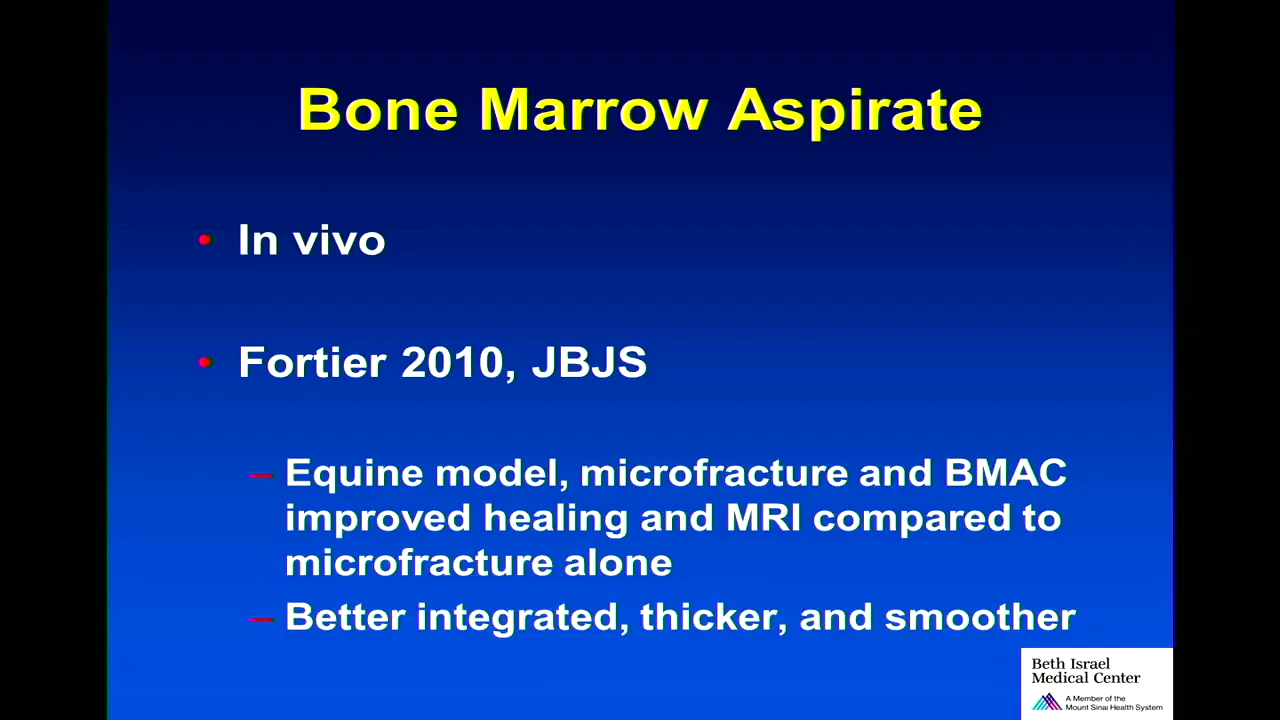 Bone Marrow Aspirate
• In vivo
• Fortier 2010, JBJS
– Equine model, microfracture and BMAC
improved healing and MRI compared to
microfracture alone
– Better integrated, thicker, and smoother
Beth Israel
Medical Center
A Member of the
Mount Sinai Health System